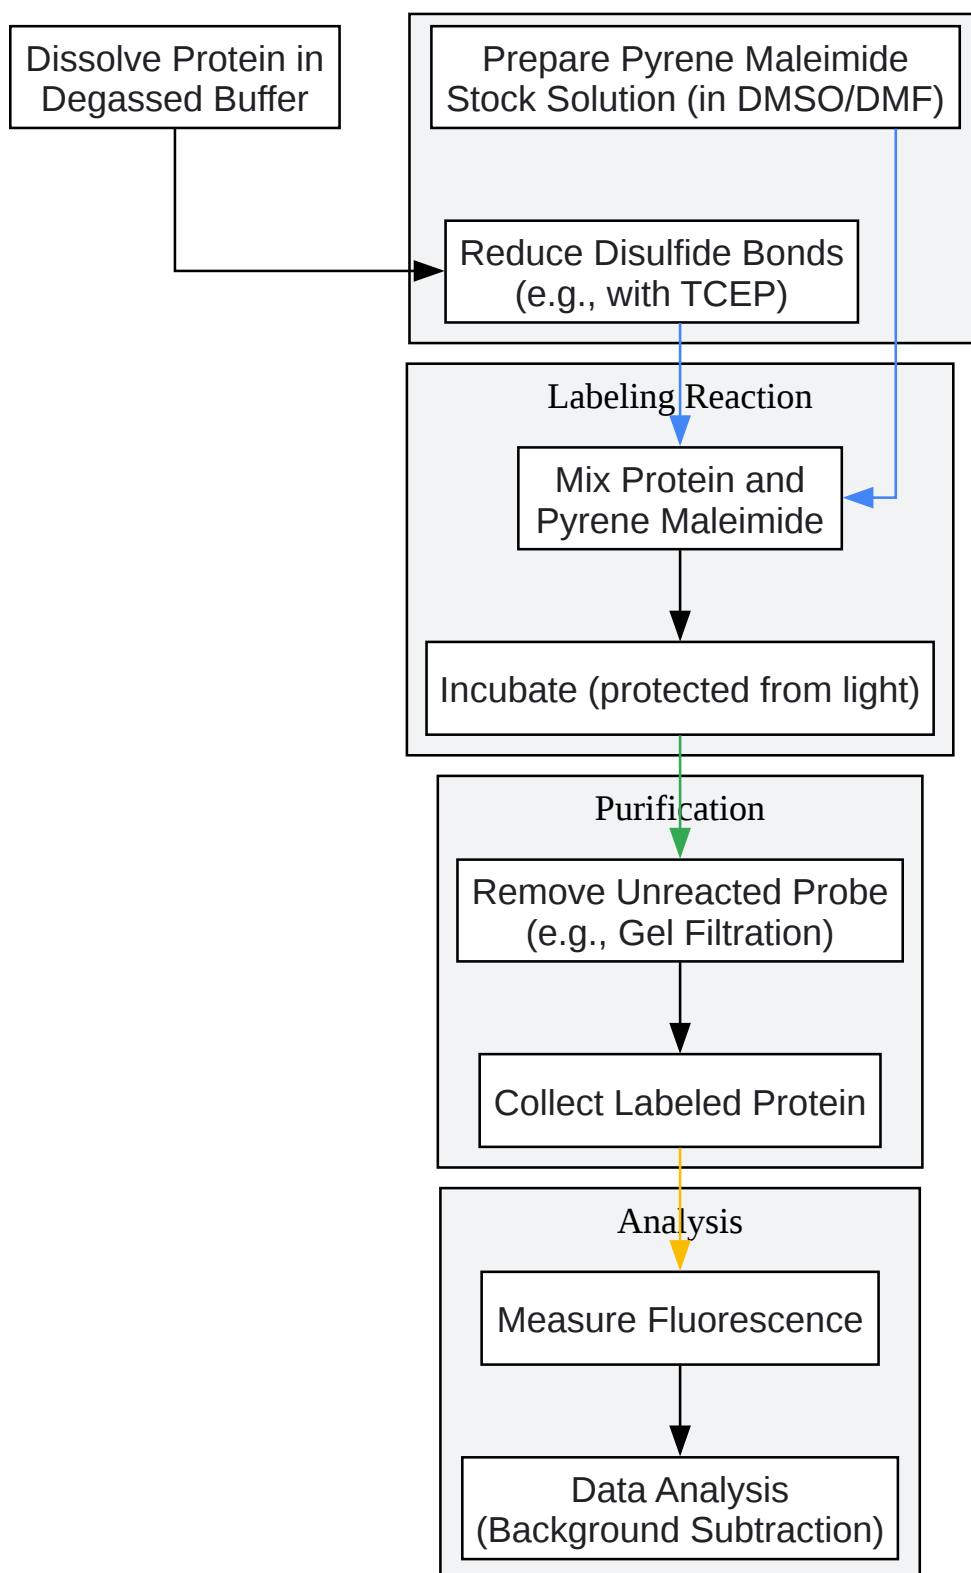 Dissolve Protein in
Degassed Buffer
Prepare Pyrene Maleimide
Stock Solution (in DMSO/DMF)
Reduce Disulfide Bonds
(e.g., with TCEP)
Labeling Reaction
Mix Protein and
Pyrene Maleimide
Incubate (protected from light)
Purification
Remove Unreacted Probe
(e.g., Gel Filtration)
Collect Labeled Protein
Analysis
Measure Fluorescence
Data Analysis
(Background Subtraction)